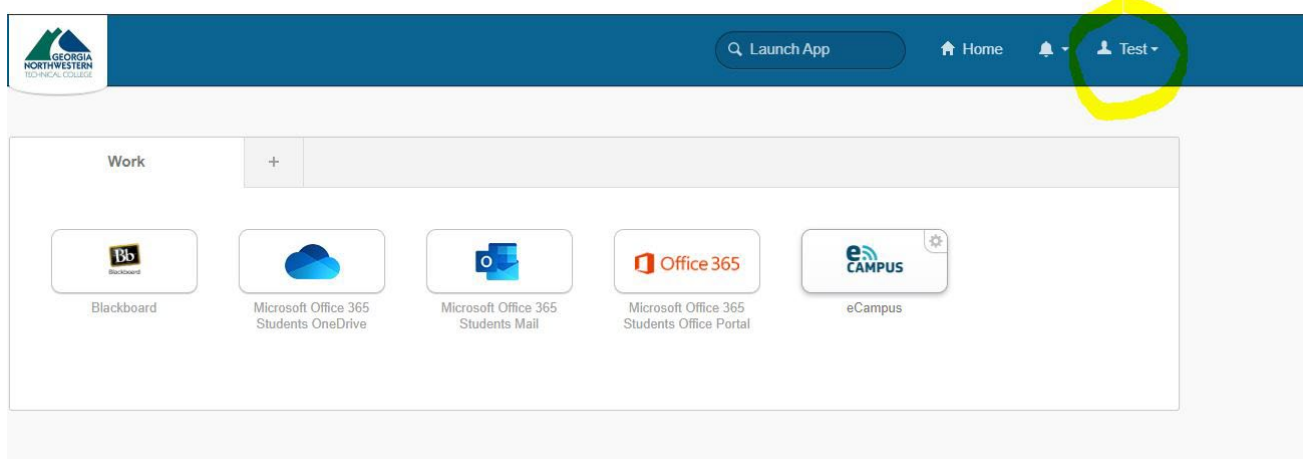 GEORGIA
NORTHWESTERN
TECHNICAL COLLEGE
Launch App
Home
Test
Work
+
Bb
Blackboard
O
Office 365
eCAMPUS
Blackboard
Microsoft Office 365
Students OneDrive
Microsoft Office 365
Students Mail
Microsoft Office 365
Students Office Portal
eCampus